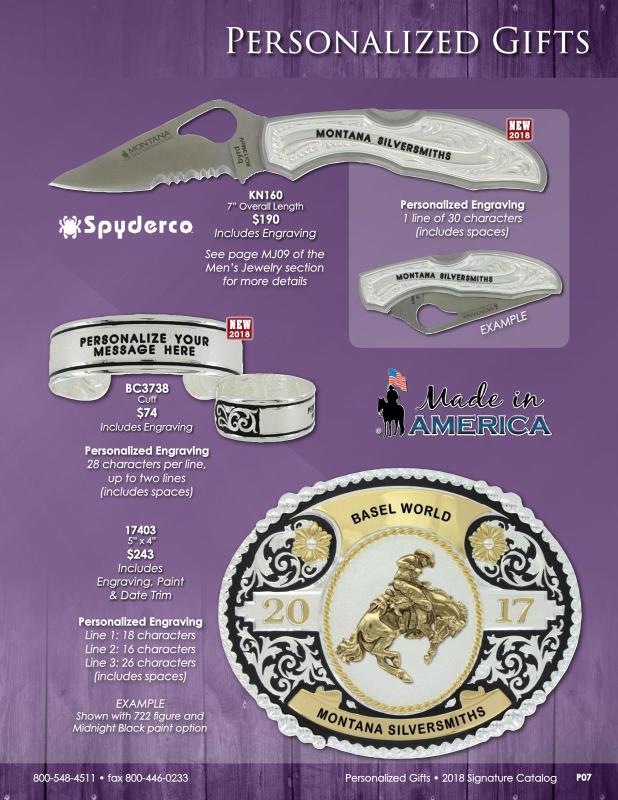 PERSONALIZED GIFTS
MONTANA
byrd
MONTANA SILVERSMITHS
NEW
2018
Spyderco
KN160
7" Overall Length
$190
Includes Engraving
See page MJ09 of the
Men's Jewelry section
for more details
Personalized Engraving
1 line of 30 characters
(includes spaces)
MONTANA SILVERSMITHS
EXAMPLE
PERSONALIZE YOUR
MESSAGE HERE
NEW
2018
BC3738
Cuff
$74
Includes Engraving
Personalized Engraving
28 characters per line,
up to two lines
(includes spaces)
Made in
AMERICA
17403
5" x 4"
$243
Includes
Engraving, Paint
& Date Trim
Personalized Engraving
Line 1: 18 characters
Line 2: 16 characters
Line 3: 26 characters
(includes spaces)
EXAMPLE
Shown with 722 figure and
Midnight Black paint option
BASEL WORLD
20 17
MONTANA SILVERSMITHS
800-548-4511 • fax 800-446-0233
Personalized Gifts • 2018 Signature Catalog P07